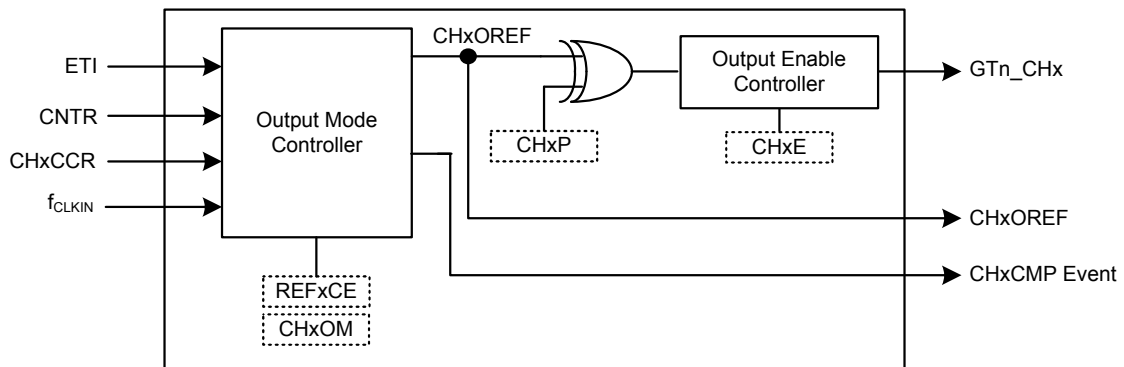 ETI
CNTR
CHxCCR
fCLKIN
Output Mode
Controller
REFxCE
CHxOM
CHxOREF
CHxP
Output Enable
Controller
CHxE
GTn_CHx
CHxOREF
CHxCMP Event